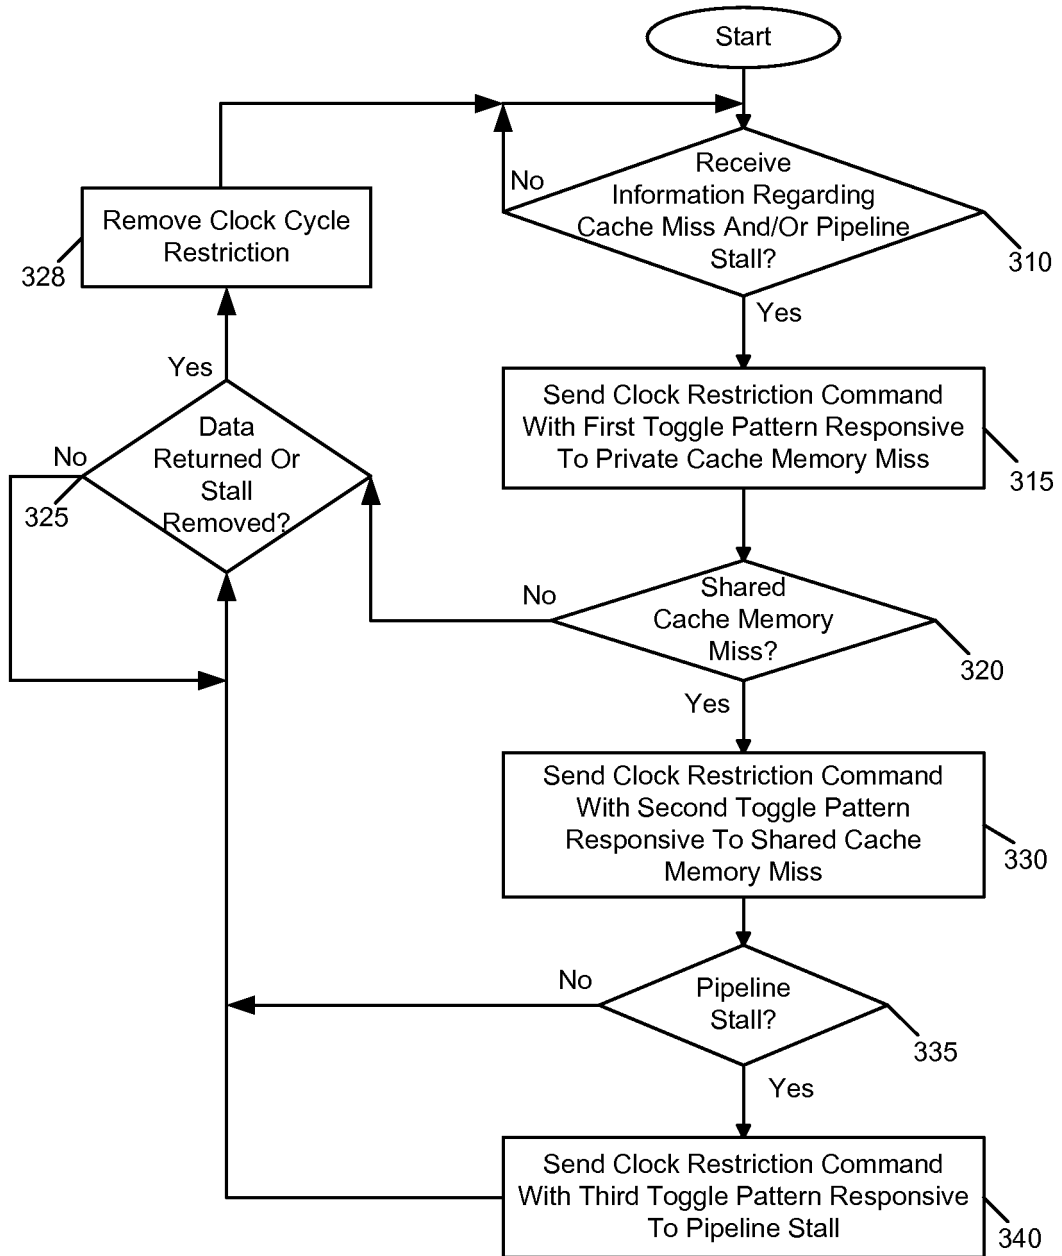 Start
Receive
Information Regarding
Cache Miss And/Or Pipeline
Stall?
No
310
Yes
Remove Clock Cycle
Restriction
328
Send Clock Restriction Command
With First Toggle Pattern Responsive
To Private Cache Memory Miss
315
Yes
Data
Returned Or
Stall
Removed?
No
325
Shared
Cache Memory
Miss?
No
320
Yes
Send Clock Restriction Command
With Second Toggle Pattern
Responsive To Shared Cache
Memory Miss
330
Pipeline
Stall?
No
335
Yes
Send Clock Restriction Command
With Third Toggle Pattern Responsive
To Pipeline Stall
340